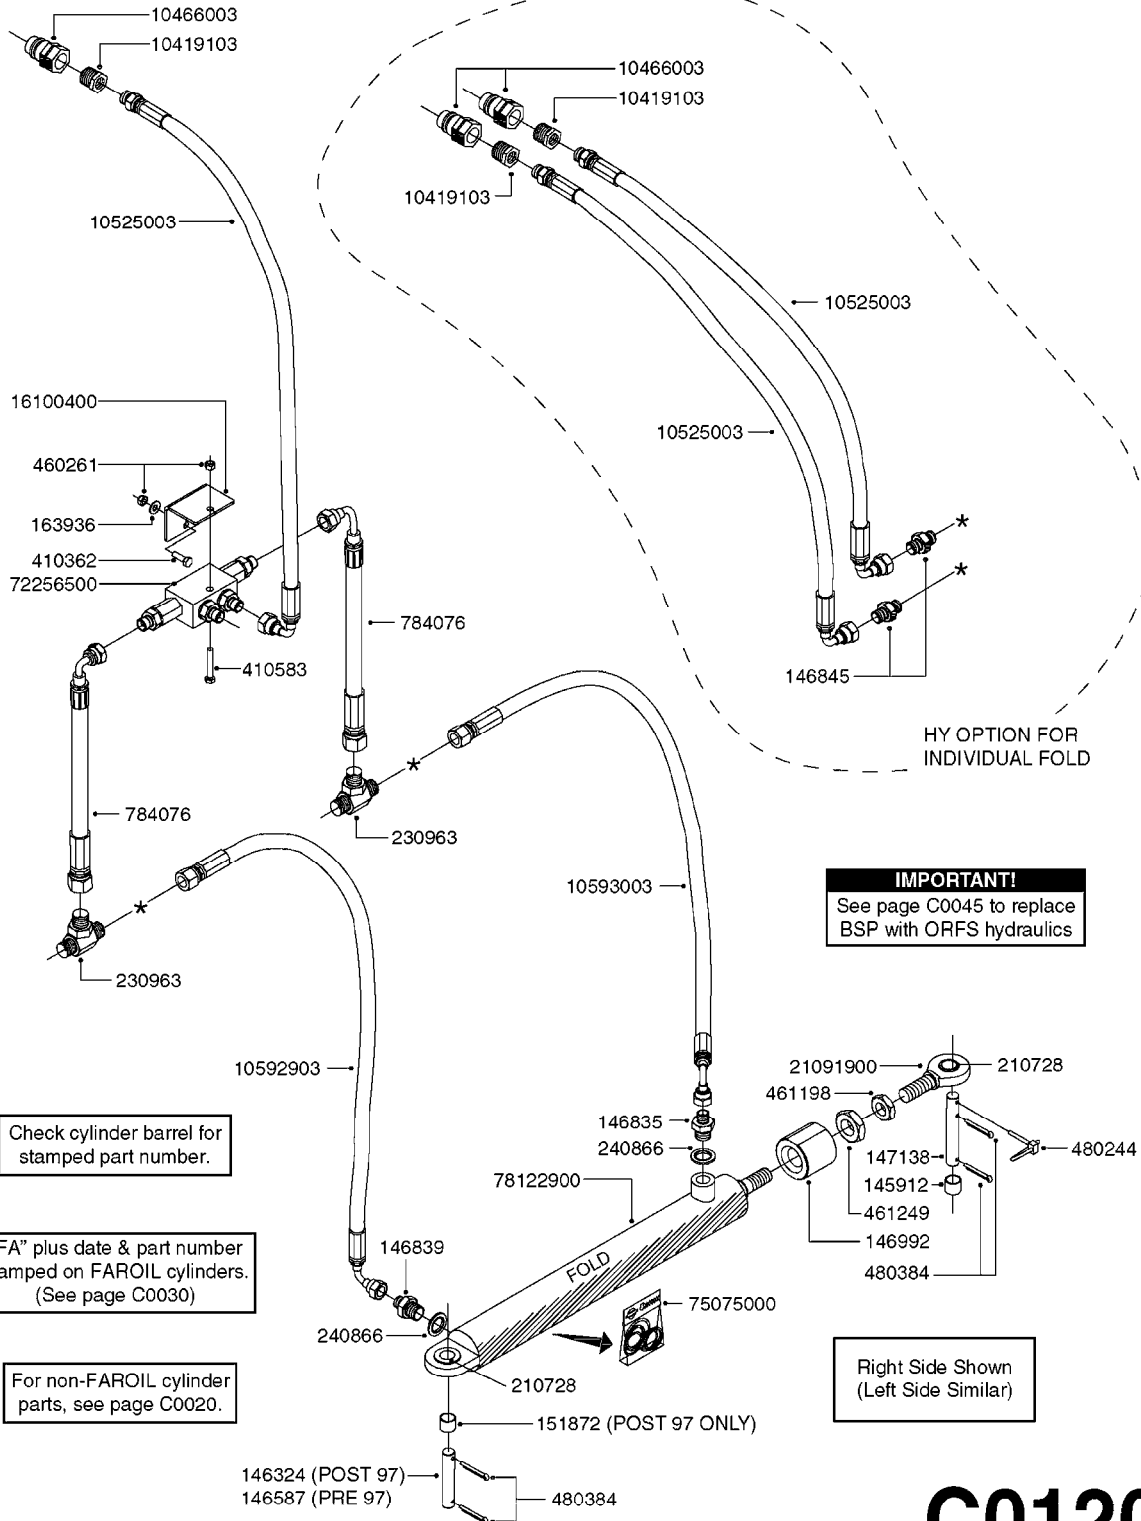 10466003
10419103
10466003
10419103
10419103
10525003
10525003
10525003
16100400
460261
163936
410362
72256500
784076
410583
146845
HY OPTION FOR
INDIVIDUAL FOLD
784076
230963
10593003
IMPORTANT!
See page C0045 to replace
BSP with ORFS hydraulics
230963
10592903
21091900
210728
461198
146835
240866
147138
480244
145912
78122900
461249
146992
480384
Check cylinder barrel for
stamped part number.
FA" plus date & part number
amped on FAROIL cylinders.
(See page C0030)
146839
FOLD
75075000
240866
For non-FAROIL cylinder
parts, see page C0020.
210728
Right Side Shown
(Left Side Similar)
151872 (POST 97 ONLY)
146324 (POST 97)
146587 (PRE 97)
480384
C0120